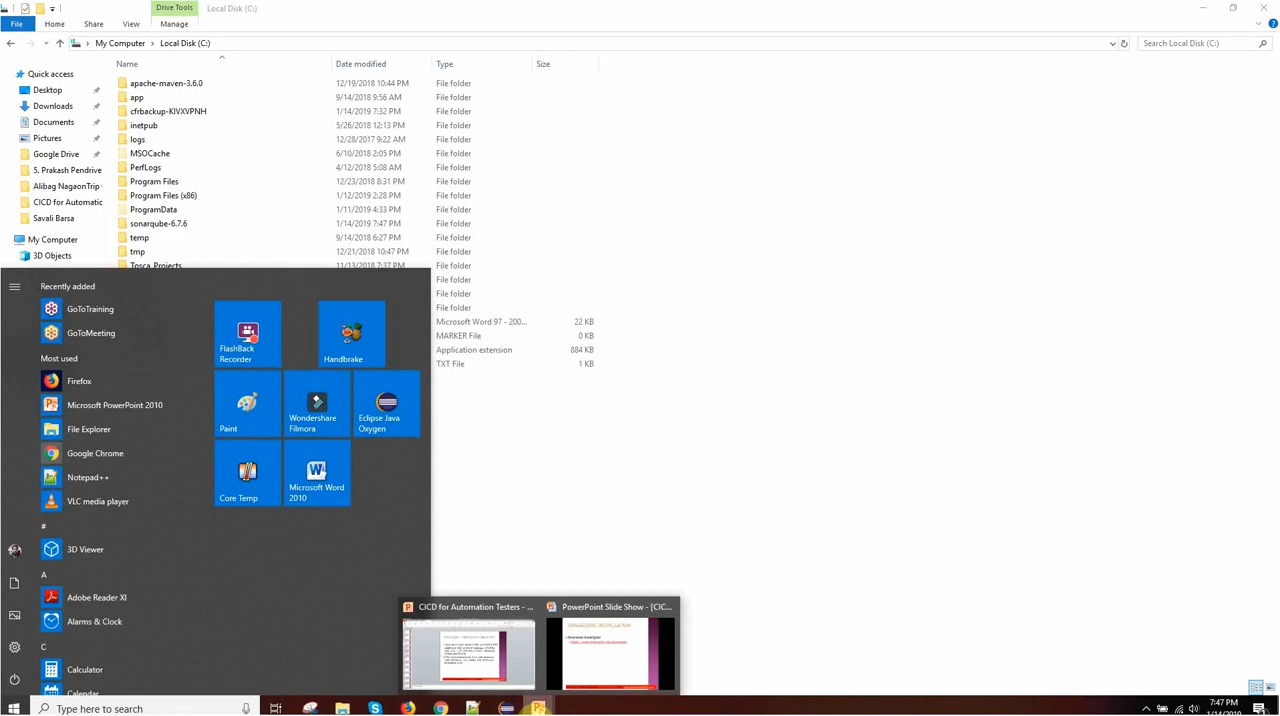 Drive Tools
Local Disk (C:)
File
Home
Share
View
Manage
My Computer
Local Disk (C:)
Search Local Disk (C:)
Name
Date modified
Type
Size
Quick access
Desktop
Downloads
Documents
Pictures
Google Drive
5. Prakash Pendrive
Alibag NagaonTrip
CICD for Automatic
Savali Barsa
My Computer
3D Objects
apache-maven-3.6.0 12/19/2018 10:44 PM File folder
app 9/14/2018 9:56 AM File folder
cfrbackup-KIVXVPNH 1/14/2019 7:32 PM File folder
inetpub 5/26/2018 12:13 PM File folder
logs 12/28/2017 9:22 AM File folder
MSOCache 6/10/2018 2:05 PM File folder
PerfLogs 4/12/2018 5:08 AM File folder
Program Files 12/23/2018 8:31 PM File folder
Program Files (x86) 1/12/2019 2:28 PM File folder
ProgramData 1/11/2019 4:33 PM File folder
sonarqube-6.7.6 1/14/2019 7:47 PM File folder
temp 9/14/2018 6:27 PM File folder
tmp 12/21/2018 10:47 PM File folder
Tosca_Projects 11/13/2018 7:37 PM File folder
File folder
File folder
File folder
Microsoft Word 97 - 200... 22 KB
MARKER File 0 KB
Application extension 884 KB
TXT File 1 KB
Recently added
GoToTraining
GoToMeeting
Most used
Firefox
Microsoft PowerPoint 2010
File Explorer
Google Chrome
Notepad++
VLC media player
#
3D Viewer
A
Adobe Reader XI
Alarms & Clock
C
Calculator
Calendar
FlashBack
Recorder
Handbrake
Paint
Wondershare
Filmora
Eclipse Java
Oxygen
Core Temp
Microsoft Word
2010
CICD for Automation Testers - ...
PowerPoint Slide Show - [CIC...
Type here to search
7:47 PM
1/14/2019